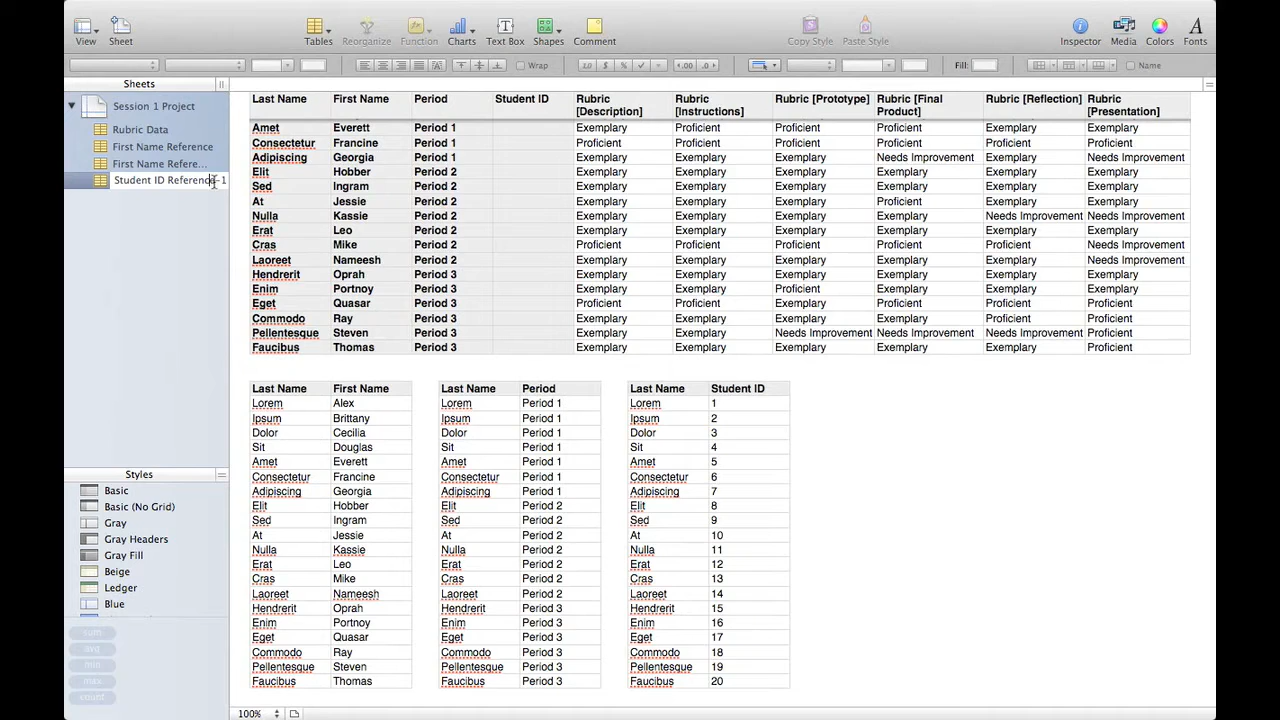 View Sheet Tables Reorganize Function Charts Text Box Shapes Comment Copy Style Paste Style Inspector Media Colors Fonts
Wrap Fill: Name
Sheets
Session 1 Project
Rubric Data
First Name Reference
First Name Refere...
Student ID Reference-1
Styles
Basic
Basic (No Grid)
Gray
Gray Headers
Gray Fill
Beige
Ledger
Blue
sum
avg
min
max
count
Last Name First Name Period Student ID Rubric [Description] Rubric [Instructions] Rubric [Prototype] Rubric [Final Product] Rubric [Reflection] Rubric [Presentation]
Amet Everett Period 1 Exemplary Proficient Proficient Proficient Exemplary Exemplary
Consectetur Francine Period 1 Proficient Proficient Exemplary Proficient Proficient Proficient
Adipiscing Georgia Period 1 Exemplary Exemplary Exemplary Needs Improvement Exemplary Needs Improvement
Elit Hobber Period 2 Exemplary Exemplary Exemplary Exemplary Exemplary Proficient
Sed Ingram Period 2 Exemplary Exemplary Exemplary Exemplary Exemplary Exemplary
At Jessie Period 2 Exemplary Exemplary Exemplary Proficient Exemplary Exemplary
Nulla Kassie Period 2 Exemplary Exemplary Exemplary Exemplary Needs Improvement Needs Improvement
Erat Leo Period 2 Exemplary Exemplary Exemplary Exemplary Exemplary Exemplary
Cras Mike Period 2 Proficient Exemplary Proficient Proficient Proficient Needs Improvement
Laoreet Nameesh Period 2 Exemplary Exemplary Exemplary Exemplary Exemplary Needs Improvement
Hendrerit Oprah Period 3 Exemplary Exemplary Exemplary Exemplary Exemplary Exemplary
Enim Portnoy Period 3 Exemplary Exemplary Exemplary Proficient Exemplary Proficient
Eget Quasar Period 3 Proficient Proficient Exemplary Proficient Exemplary Proficient
Commodo Ray Period 3 Exemplary Exemplary Exemplary Exemplary Proficient Exemplary
Pellentesque Steven Period 3 Exemplary Exemplary Needs Improvement Needs Improvement Needs Improvement Proficient
Faucibus Thomas Period 3 Exemplary Exemplary Exemplary Exemplary Exemplary Proficient
Last Name First Name Last Name Period Last Name Student ID
Lorem Alex Lorem Period 1 Lorem 1
Ipsum Brittany Ipsum Period 1 Ipsum 2
Dolor Cecilia Dolor Period 1 Dolor 3
Sit Douglas Sit Period 1 Sit 4
Amet Everett Amet Period 1 Amet 5
Consectetur Francine Consectetur Period 1 Consectetur 6
Adipiscing Georgia Adipiscing Period 1 Adipiscing 7
Elit Hobber Elit Period 2 Elit 8
Sed Ingram Sed Period 2 Sed 9
At Jessie At Period 2 At 10
Nulla Kassie Nulla Period 2 Nulla 11
Erat Leo Erat Period 2 Erat 12
Cras Mike Cras Period 2 Cras 13
Laoreet Nameesh Laoreet Period 2 Laoreet 14
Hendrerit Oprah Hendrerit Period 3 Hendrerit 15
Enim Portnoy Enim Period 3 Enim 16
Eget Quasar Eget Period 3 Eget 17
Commodo Ray Commodo Period 3 Commodo 18
Pellentesque Steven Pellentesque Period 3 Pellentesque 19
Faucibus Thomas Faucibus Period 3 Faucibus 20
100%